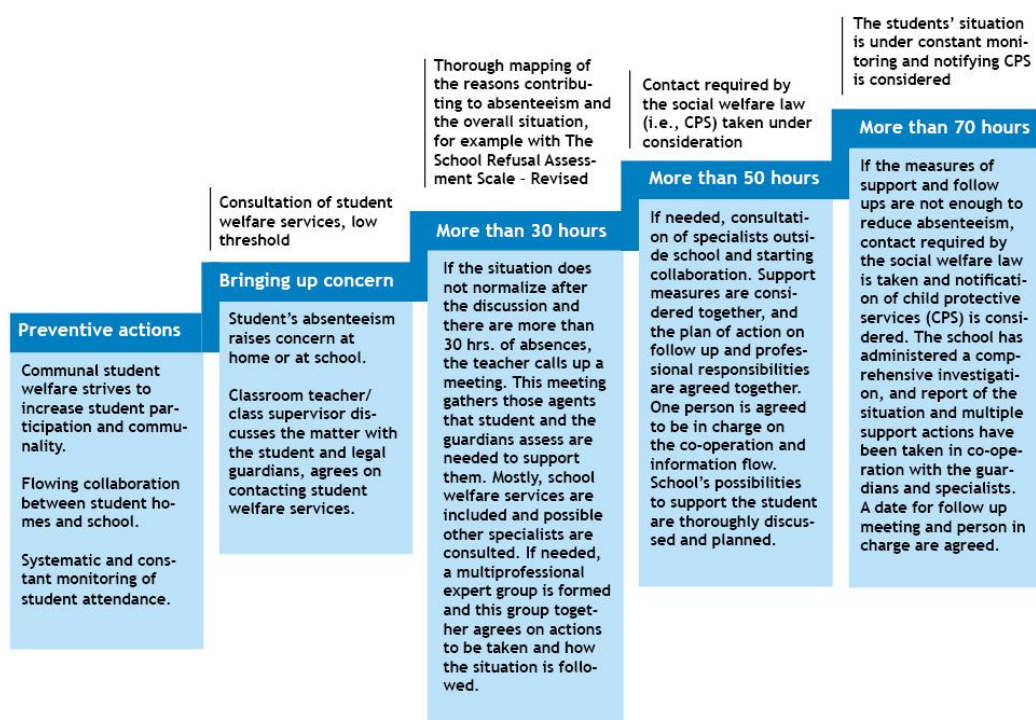 Preventive actions
Communal student
welfare strives to
increase student par-
ticipation and commu-
nality.
Flowing collaboration
between student ho-
mes and school.
Systematic and cons-
tant monitoring of
student attendance.
Consultation of student
welfare services, low
threshold
Bringing up concern
Student’s absenteeism
raises concern at
home or at school.
Classroom teacher/
class supervisor dis-
cusses the matter with
the student and legal
guardians, agrees on
contacting student
welfare services.
Thorough mapping of
the reasons contribu-
ting to absenteeism and
the overall situation,
for example with The
School Refusal Assess-
ment Scale – Revised
More than 30 hours
If the situation does
not normalize after
the discussion and
there are more than
30 hrs. of absences,
the teacher calls up a
meeting. This meeting
gathers those agents
that student and the
guardians assess are
needed to support
them. Mostly, school
welfare services are
included and possible
other specialists are
consulted. If needed,
a multiprofessional
expert group is formed
and this group toget-
her agrees on actions
to be taken and how
the situation is follo-
wed.
Contact required by
the social welfare law
(i.e., CPS) taken under
consideration
More than 50 hours
If needed, consultati-
on of specialists outsi-
de school and starting
collaboration. Support
measures are consi-
dered together, and
the plan of action on
follow up and profes-
sional responsibilities
are agreed together.
One person is agreed
to be in charge on
the co-operation and
information flow.
School’s possibilities
to support the student
are thoroughly discus-
sed and planned.
The students’ situation
is under constant moni-
toring and notifying CPS
is considered
More than 70 hours
If the measures of
support and follow
ups are not enough to
reduce absenteeism,
contact required by
the social welfare law
is taken and notificati-
on of child protective
services (CPS) is consi-
dered. The school has
administered a comp-
rehensive investigati-
on, and report of the
situation and multiple
support actions have
been taken in co-ope-
ration with the guar-
dians and specialists.
A date for follow up
meeting and person in
charge are agreed.